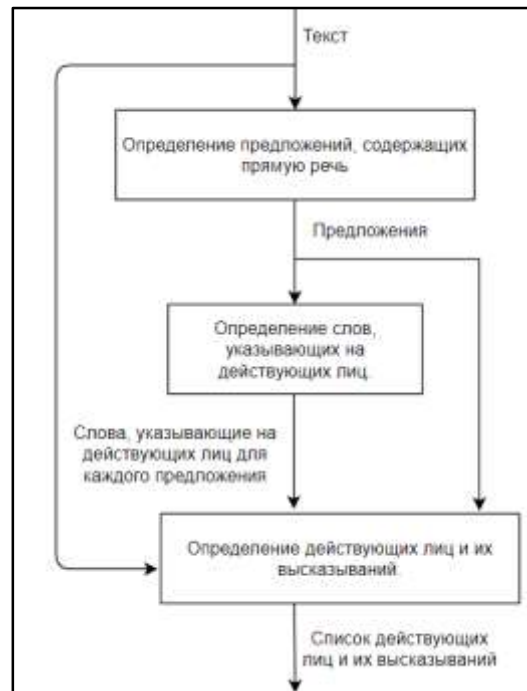 Текст
Определение предложений, содержащих
прямую речь
Предложения
Определение слов,
указывающих на
действующих лиц.
Слова, указывающие на
действующих лиц для
каждого предложения
Определение действующих лиц и их
высказываний.
Список действующих
лиц и их высказываний